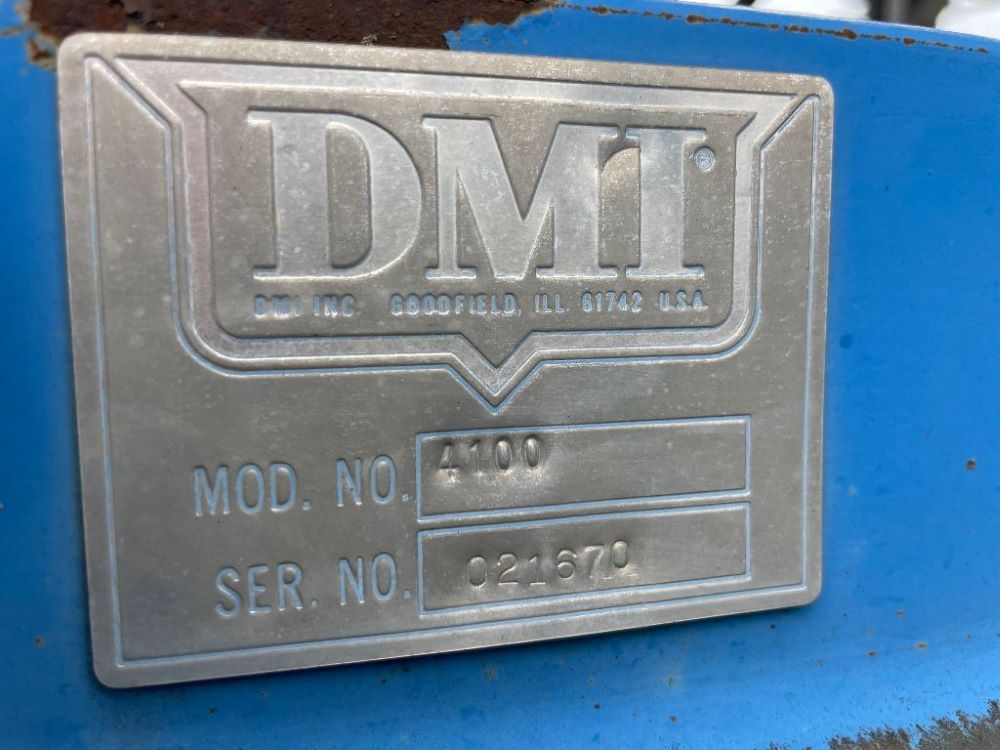 DMI®
DMI INC. GOODFIELD, ILL. 61742 U.S.A.
MOD. NO. 4100
SER. NO. 021670